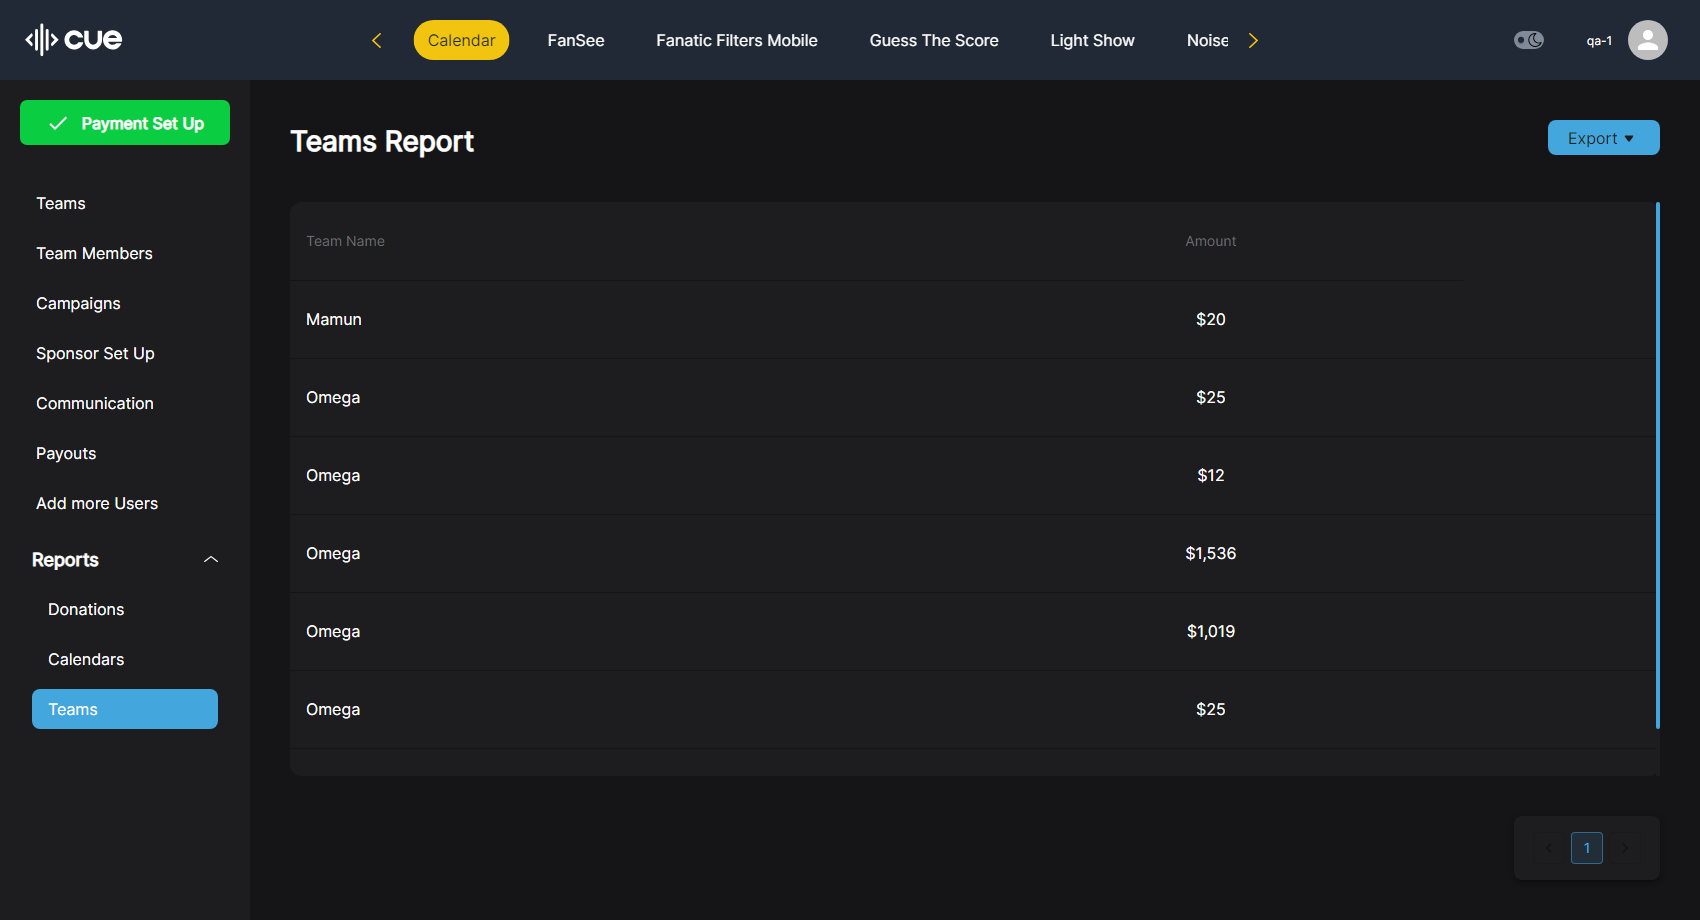 cue
Calendar FanSee Fanatic Filters Mobile Guess The Score Light Show Noise
qa-1
Payment Set Up
Teams
Team Members
Campaigns
Sponsor Set Up
Communication
Payouts
Add more Users
Reports
Donations
Calendars
Teams
Teams Report
Export
Team Name Amount
Mamun $20
Omega $25
Omega $12
Omega $1,536
Omega $1,019
Omega $25
1